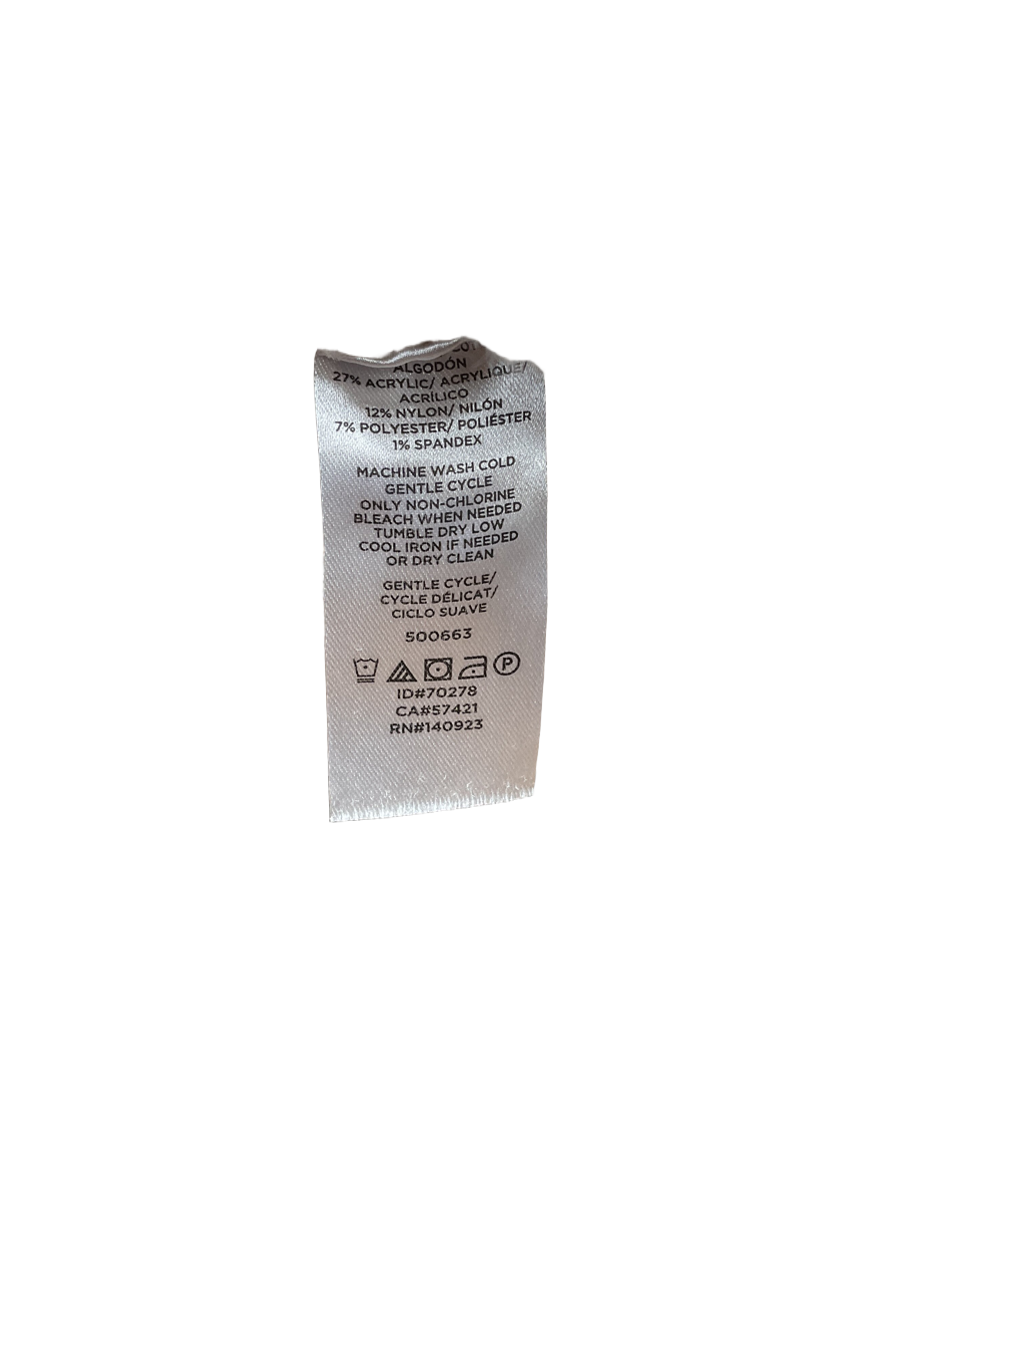 ALGODÓN
27% ACRYLIC/ ACRYLIQUE/
ACRÍLICO
12% NYLON/ NILÓN
7% POLYESTER/ POLIÉSTER
1% SPANDEX
MACHINE WASH COLD
GENTLE CYCLE
ONLY NON-CHLORINE
BLEACH WHEN NEEDED
TUMBLE DRY LOW
COOL IRON IF NEEDED
OR DRY CLEAN
GENTLE CYCLE/
CYCLE DÉLICAT/
CICLO SUAVE
500663
P
ID#70278
CA#57421
RN#140923